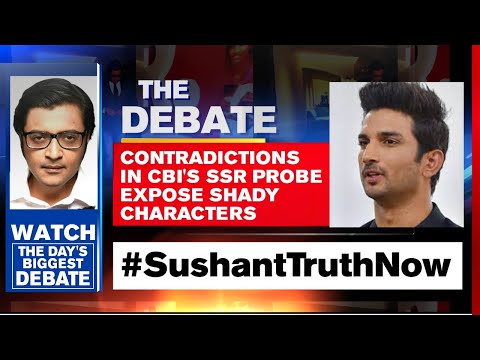 THE
DEBATE
CONTRADICTIONS
IN CBI'S SSR PROBE
EXPOSE SHADY
CHARACTERS
WATCH
THE DAY'S
BIGGEST
DEBATE
#SushantTruthNow